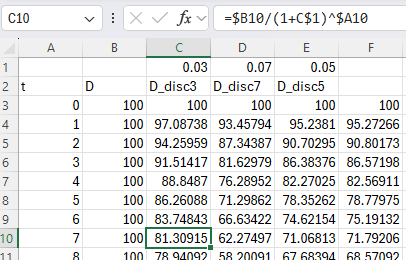 C10 fx =$B10/(1+C$1)^$A10
A B C D E F
1 0.03 0.07 0.05
2 t D D_disc3 D_disc7 D_disc5
3 0 100 100 100 100 100
4 1 100 97.08738 93.45794 95.2381 95.27266
5 2 100 94.25959 87.34387 90.70295 90.80173
6 3 100 91.51417 81.62979 86.38376 86.57198
7 4 100 88.8487 76.28952 82.27025 82.56911
8 5 100 86.26088 71.29862 78.35262 78.77975
9 6 100 83.74843 66.63422 74.62154 75.19132
10 7 100 81.30915 62.27497 71.06813 71.79206
11 8 100 78.94092 58.20091 67.68394 68.57092